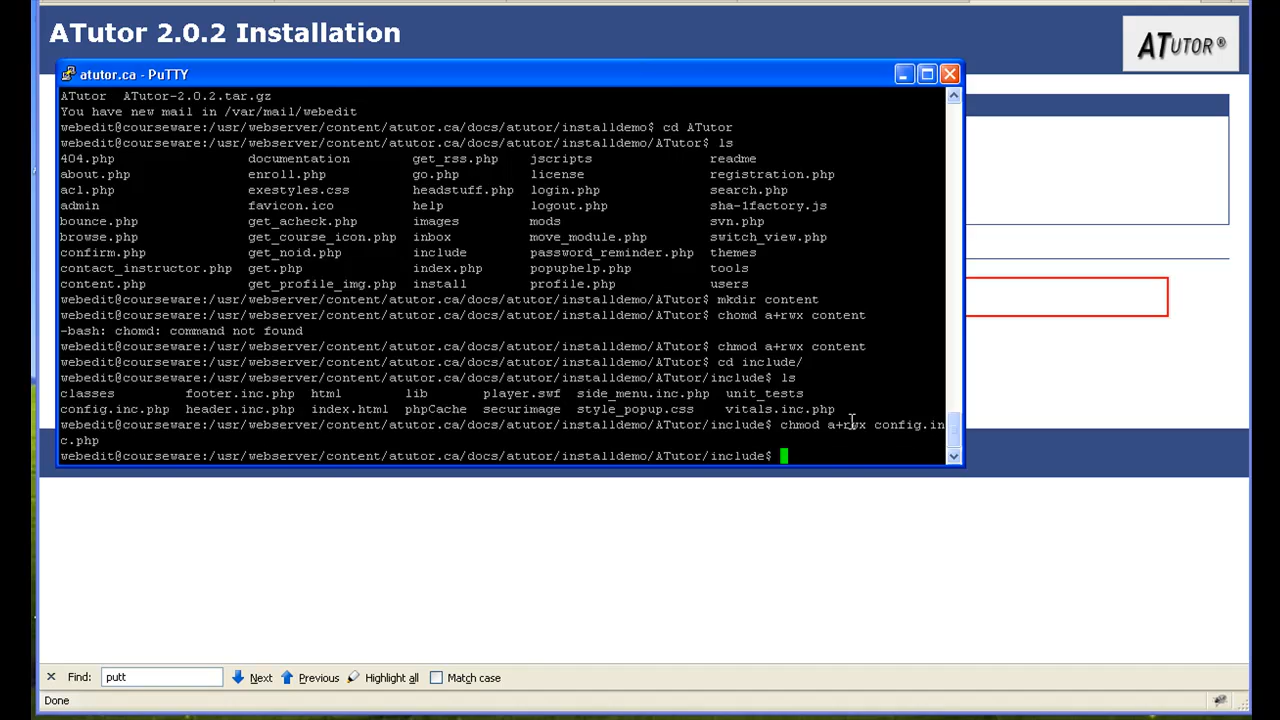 ATutor 2.0.2 Installation
ATUTOR ®
atutor.ca - PuTTY
ATutor  ATutor-2.0.2.tar.gz
You have new mail in /var/mail/webedit
webedit@courseware:/usr/webserver/content/atutor.ca/docs/atutor/installdemo$ cd ATutor
webedit@courseware:/usr/webserver/content/atutor.ca/docs/atutor/installdemo/ATutor$ ls
404.php documentation get_rss.php jscripts readme
about.php enroll.php go.php license registration.php
acl.php exestyles.css headstuff.php login.php search.php
admin favicon.ico help logout.php sha-1factory.js
bounce.php get_acheck.php images mods svn.php
browse.php get_course_icon.php inbox move_module.php switch_view.php
confirm.php get_noid.php include password_reminder.php themes
contact_instructor.php get.php index.php popuphelp.php tools
content.php get_profile_img.php install profile.php users
webedit@courseware:/usr/webserver/content/atutor.ca/docs/atutor/installdemo/ATutor$ mkdir content
webedit@courseware:/usr/webserver/content/atutor.ca/docs/atutor/installdemo/ATutor$ chomd a+rwx content
-bash: chomd: command not found
webedit@courseware:/usr/webserver/content/atutor.ca/docs/atutor/installdemo/ATutor$ chmod a+rwx content
webedit@courseware:/usr/webserver/content/atutor.ca/docs/atutor/installdemo/ATutor$ cd include/
webedit@courseware:/usr/webserver/content/atutor.ca/docs/atutor/installdemo/ATutor/include$ ls
classes footer.inc.php html lib player.swf side_menu.inc.php unit_tests
config.inc.php header.inc.php index.html phpCache securimage style_popup.css vitals.inc.php
webedit@courseware:/usr/webserver/content/atutor.ca/docs/atutor/installdemo/ATutor/include$ chmod a+rwx config.in
c.php
webedit@courseware:/usr/webserver/content/atutor.ca/docs/atutor/installdemo/ATutor/include$
Find: putt Next Previous Highlight all Match case
Done